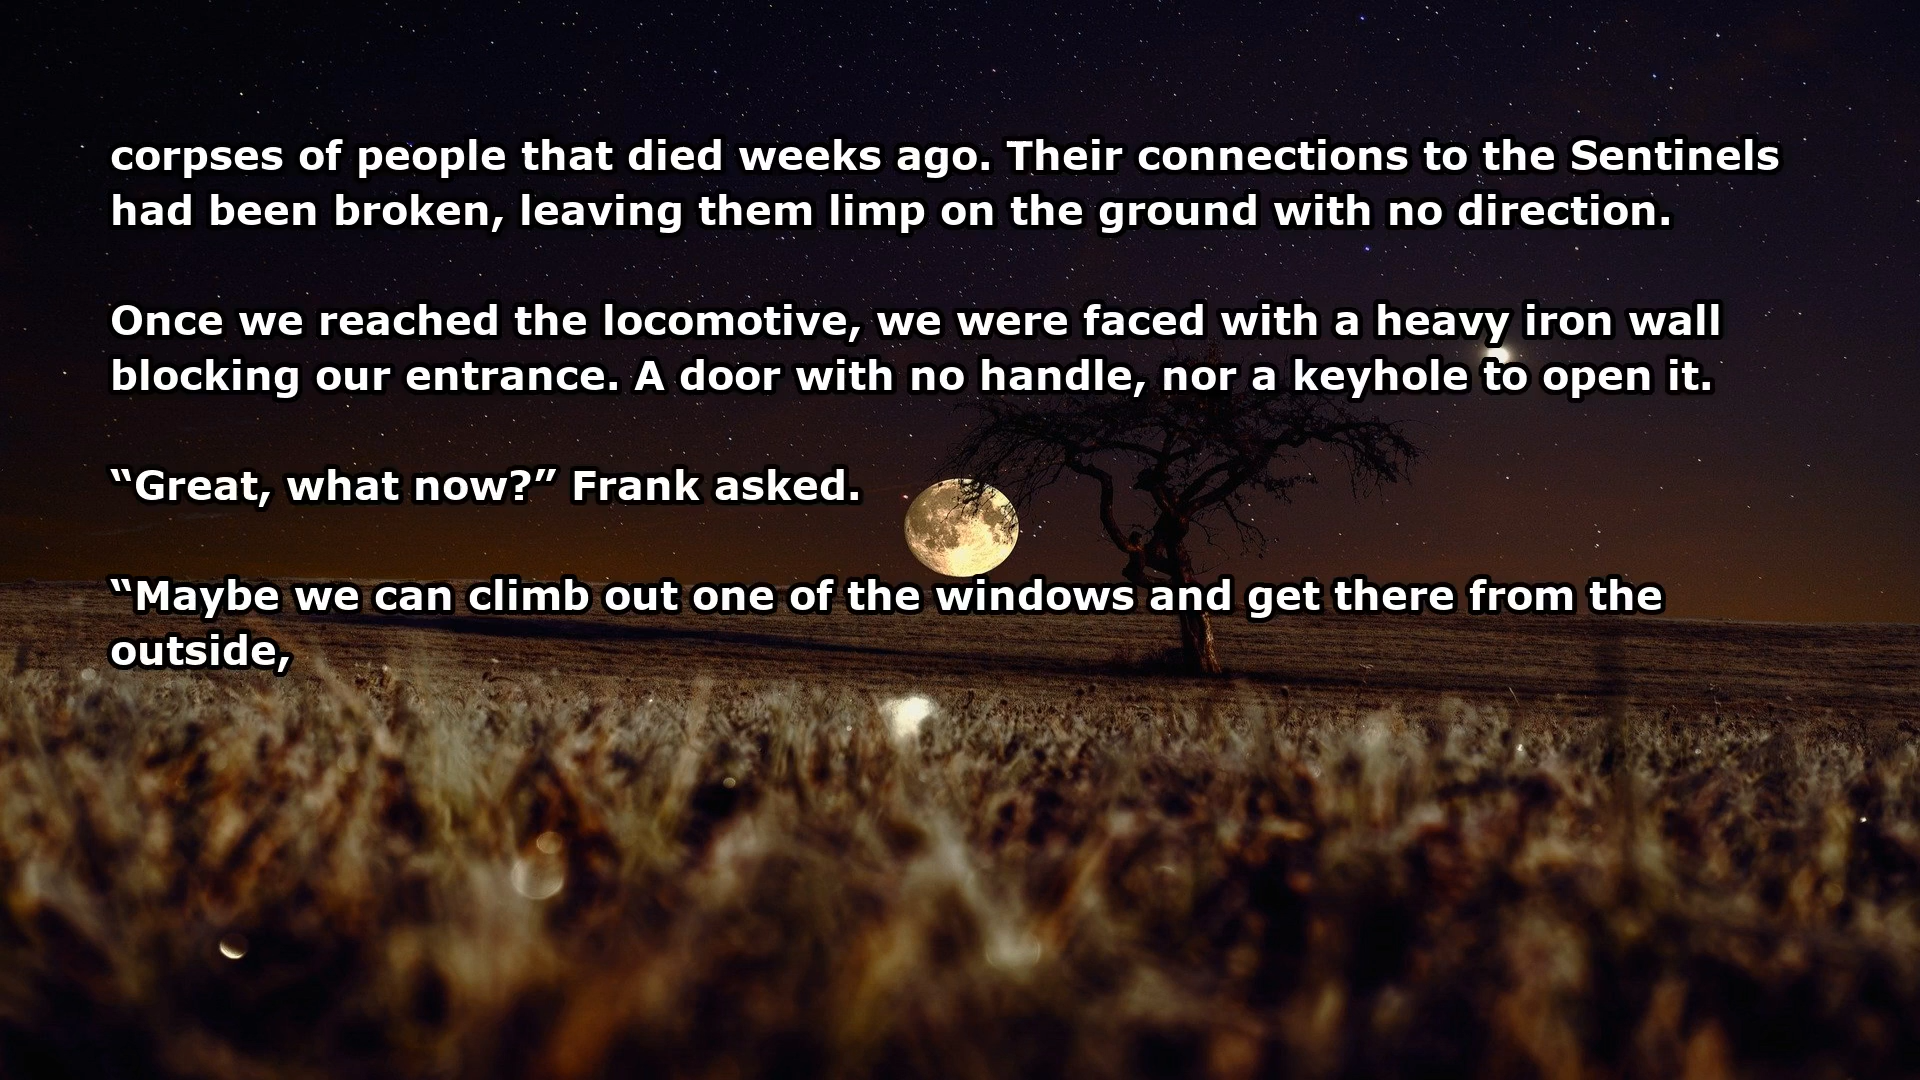 corpses of people that died weeks ago. Their connections to the Sentinels
had been broken, leaving them limp on the ground with no direction.
Once we reached the locomotive, we were faced with a heavy iron wall
blocking our entrance. A door with no handle, nor a keyhole to open it.
“Great, what now?” Frank asked.
“Maybe we can climb out one of the windows and get there from the
outside,